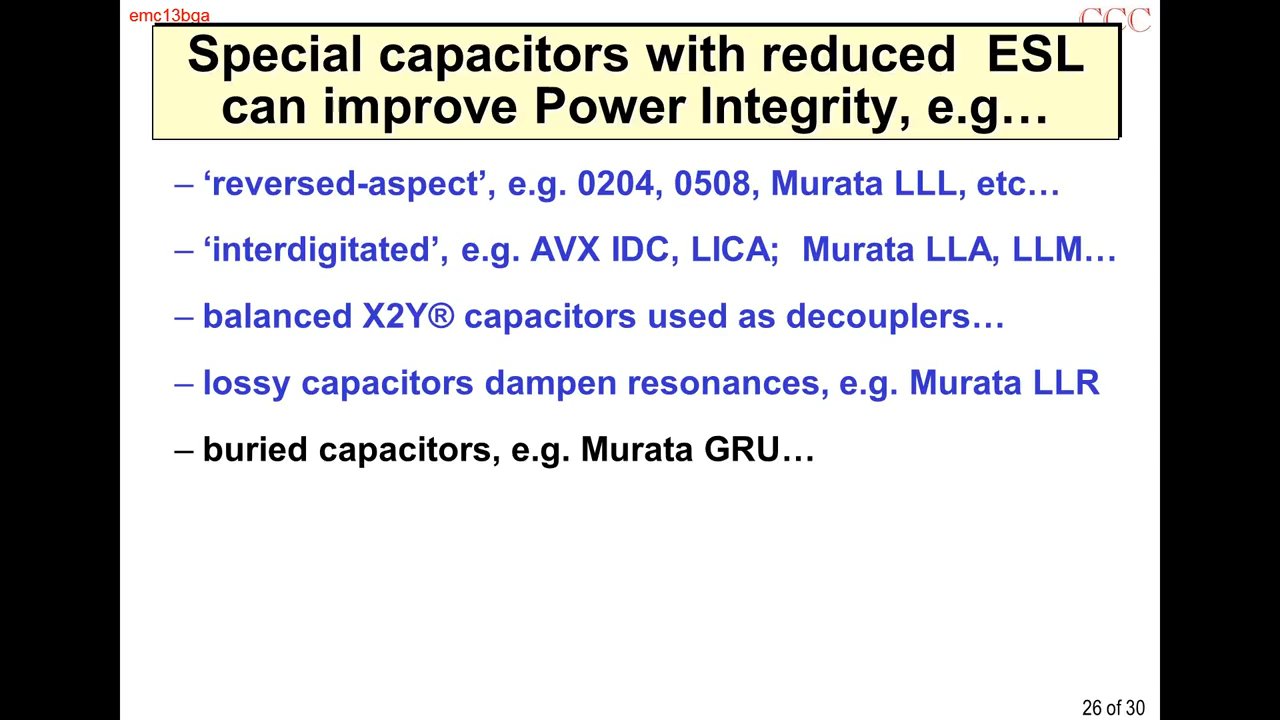 emc13bga
CCC
Special capacitors with reduced  ESL
can improve Power Integrity, e.g…
– ‘reversed-aspect’, e.g. 0204, 0508, Murata LLL, etc…
– ‘interdigitated’, e.g. AVX IDC, LICA;  Murata LLA, LLM…
– balanced X2Y® capacitors used as decouplers…
– lossy capacitors dampen resonances, e.g. Murata LLR
– buried capacitors, e.g. Murata GRU…
26 of 30